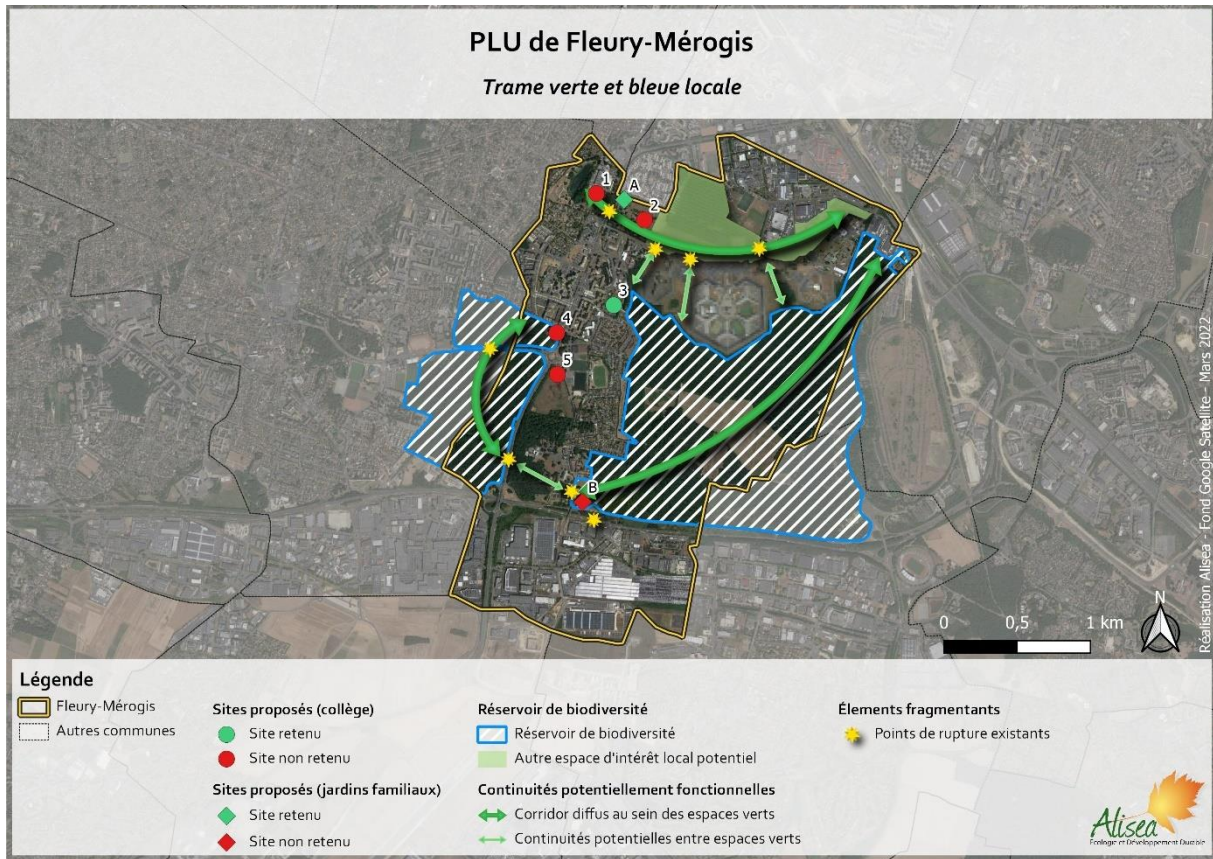 PLU de Fleury-Mérogis
Trame verte et bleue locale
1
A
2
3
4
5
B
N
0 0,5 1 km
Réalisation Alisea - Fond Google Satellite - Mars 2022
Légende
Fleury-Mérogis
Autres communes
Sites proposés (collège)
Site retenu
Site non retenu
Sites proposés (jardins familiaux)
Site retenu
Site non retenu
Réservoir de biodiversité
Réservoir de biodiversité
Autre espace d'intérêt local potentiel
Continuités potentiellement fonctionnelles
Corridor diffus au sein des espaces verts
Continuités potentielles entre espaces verts
Élements fragmentants
Points de rupture existants
Alisea
Ecologie et Développement Durable